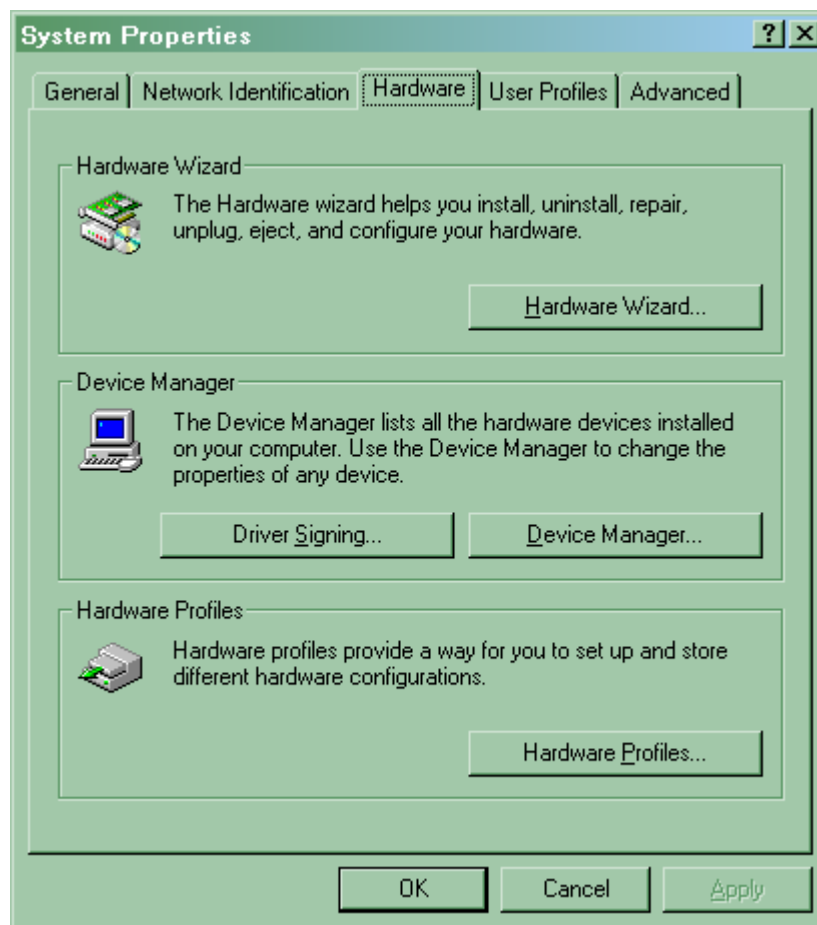 System Properties
General Network Identification Hardware User Profiles Advanced
Hardware Wizard
The Hardware wizard helps you install, uninstall, repair,
unplug, eject, and configure your hardware.
Hardware Wizard...
Device Manager
The Device Manager lists all the hardware devices installed
on your computer. Use the Device Manager to change the
properties of any device.
Driver Signing... Device Manager...
Hardware Profiles
Hardware profiles provide a way for you to set up and store
different hardware configurations.
Hardware Profiles...
OK Cancel Apply